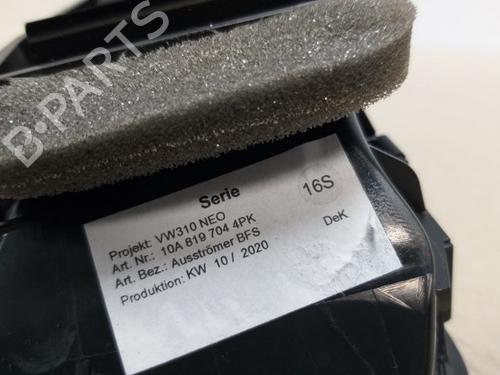 B-PARTS
Serie
16S
Projekt: VW310 NEO
Art. Nr.: 10A 819 704 4PK
DeK
Art. Bez.: Ausströmer BFS
Produktion: KW 10 / 2020